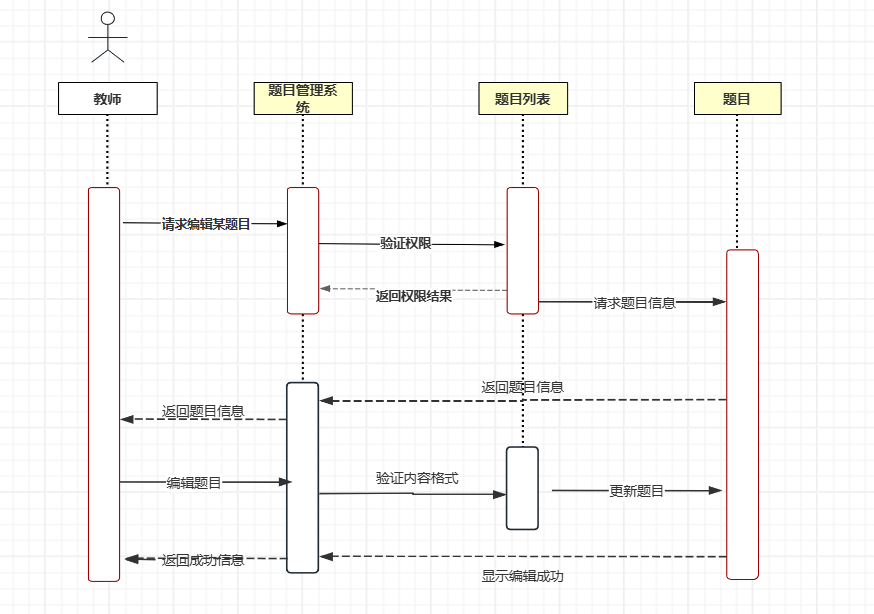 教师
题目管理系
统
题目列表
题目
请求编辑某题目
验证权限
返回权限结果
请求题目信息
返回题目信息
返回题目信息
验证内容格式
编辑题目
更新题目
返回成功信息
显示编辑成功